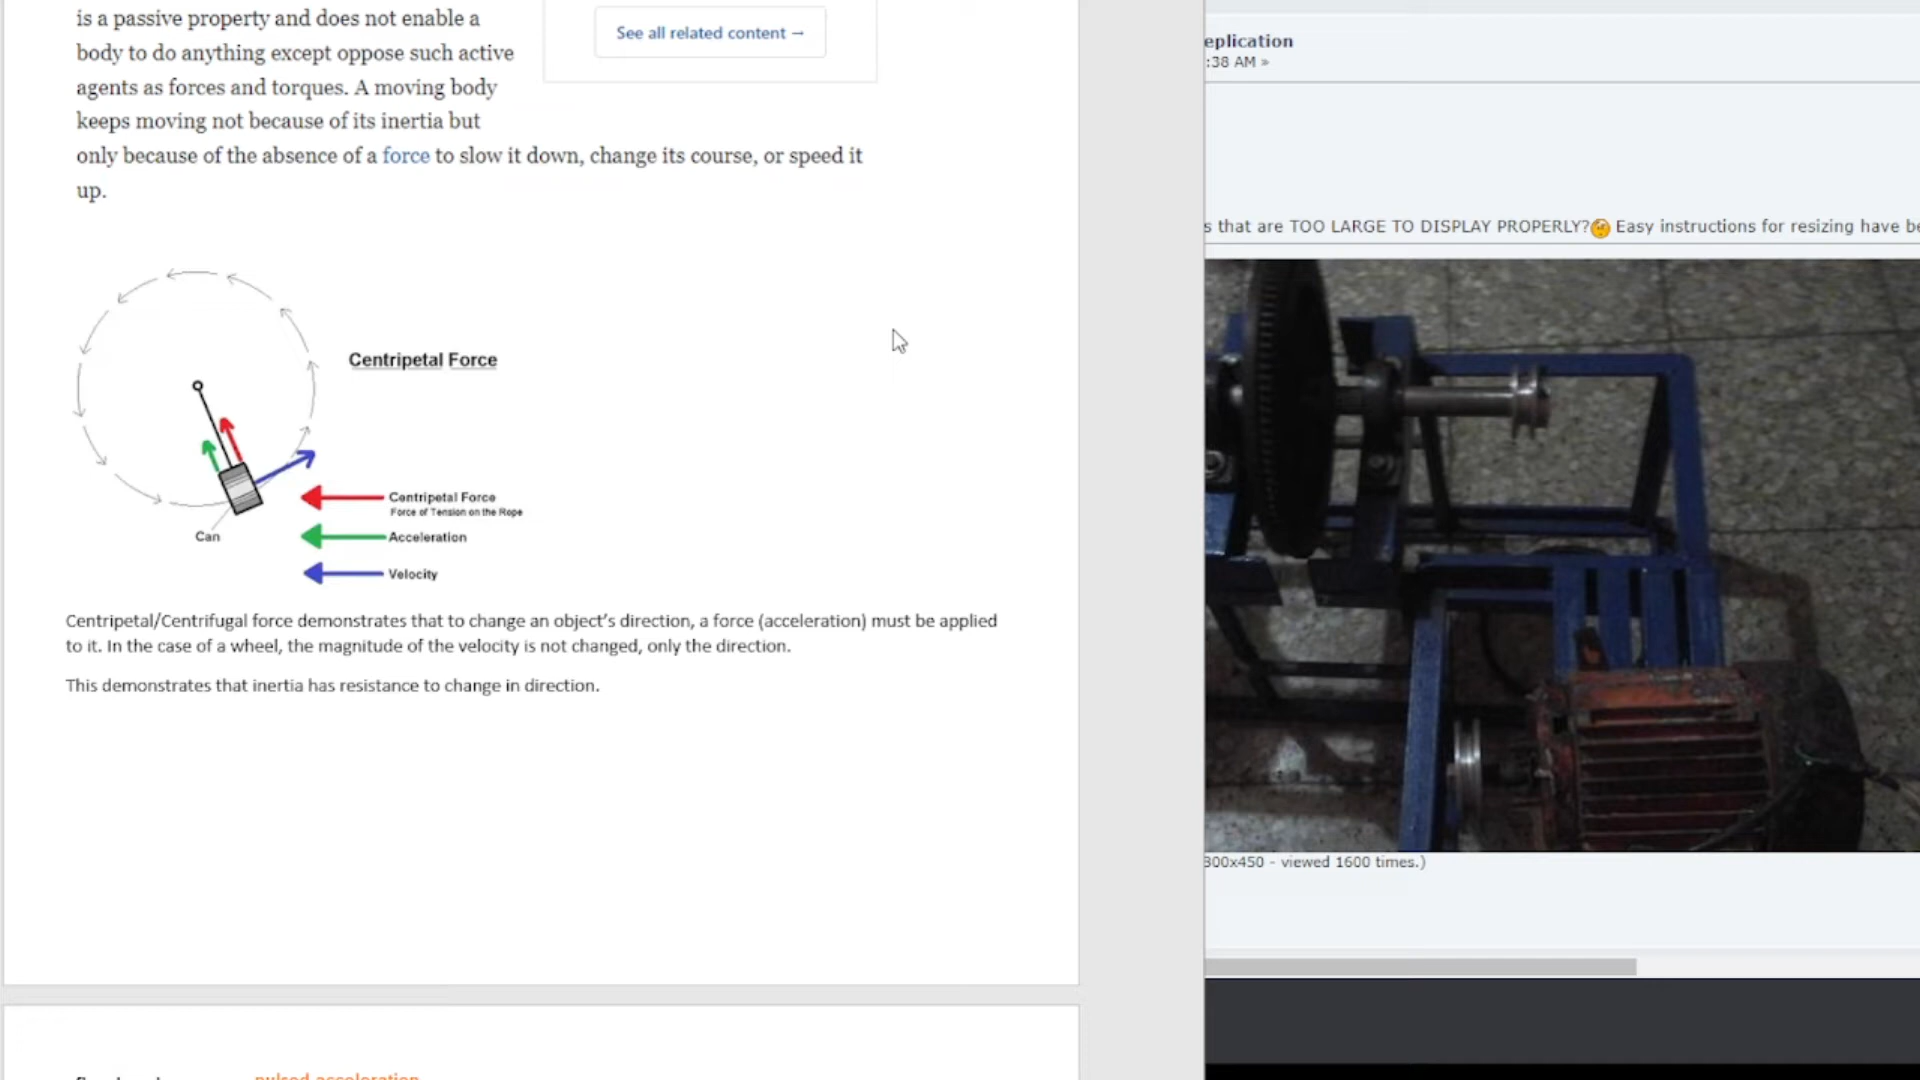 is a passive property and does not enable a
body to do anything except oppose such active
agents as forces and torques. A moving body
keeps moving not because of its inertia but
only because of the absence of a force to slow it down, change its course, or speed it
up.
See all related content →
Centripetal Force
Centripetal Force
Force of Tension on the Rope
Acceleration
Velocity
Can
Centripetal/Centrifugal force demonstrates that to change an object's direction, a force (acceleration) must be applied
to it. In the case of a wheel, the magnitude of the velocity is not changed, only the direction.
This demonstrates that inertia has resistance to change in direction.
pulsed acceleration
eplication
:38 AM »
s that are TOO LARGE TO DISPLAY PROPERLY? Easy instructions for resizing have be
300x450 - viewed 1600 times.)